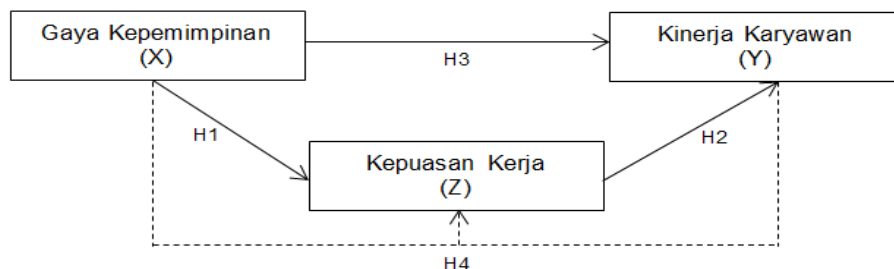 Gaya Kepemimpinan
(X)
Kinerja Karyawan
(Y)
H3
H1
H2
Kepuasan Kerja
(Z)
H4